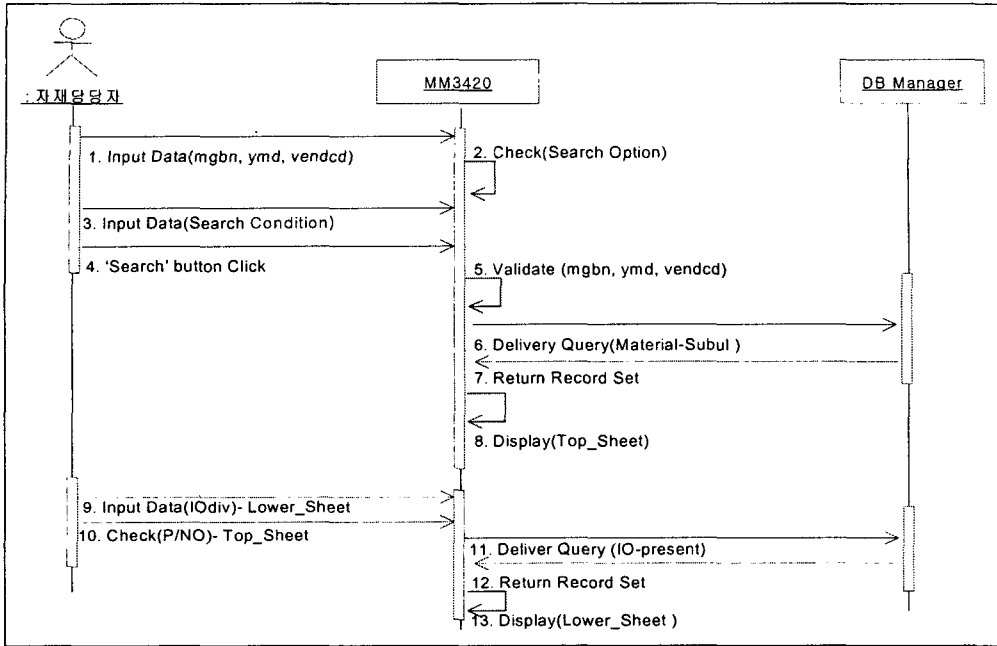 : 자재담당자
MM3420
DB Manager
1. Input Data(mgbn, ymd, vendcd)
2. Check(Search Option)
3. Input Data(Search Condition)
4. 'Search' button Click
5. Validate (mgbn, ymd, vendcd)
6. Delivery Query(Material-Subul )
7. Return Record Set
8. Display(Top_Sheet)
9. Input Data(IOdiv)- Lower_Sheet
10. Check(P/NO)- Top_Sheet
11. Deliver Query (IO-present)
12. Return Record Set
13. Display(Lower_Sheet )